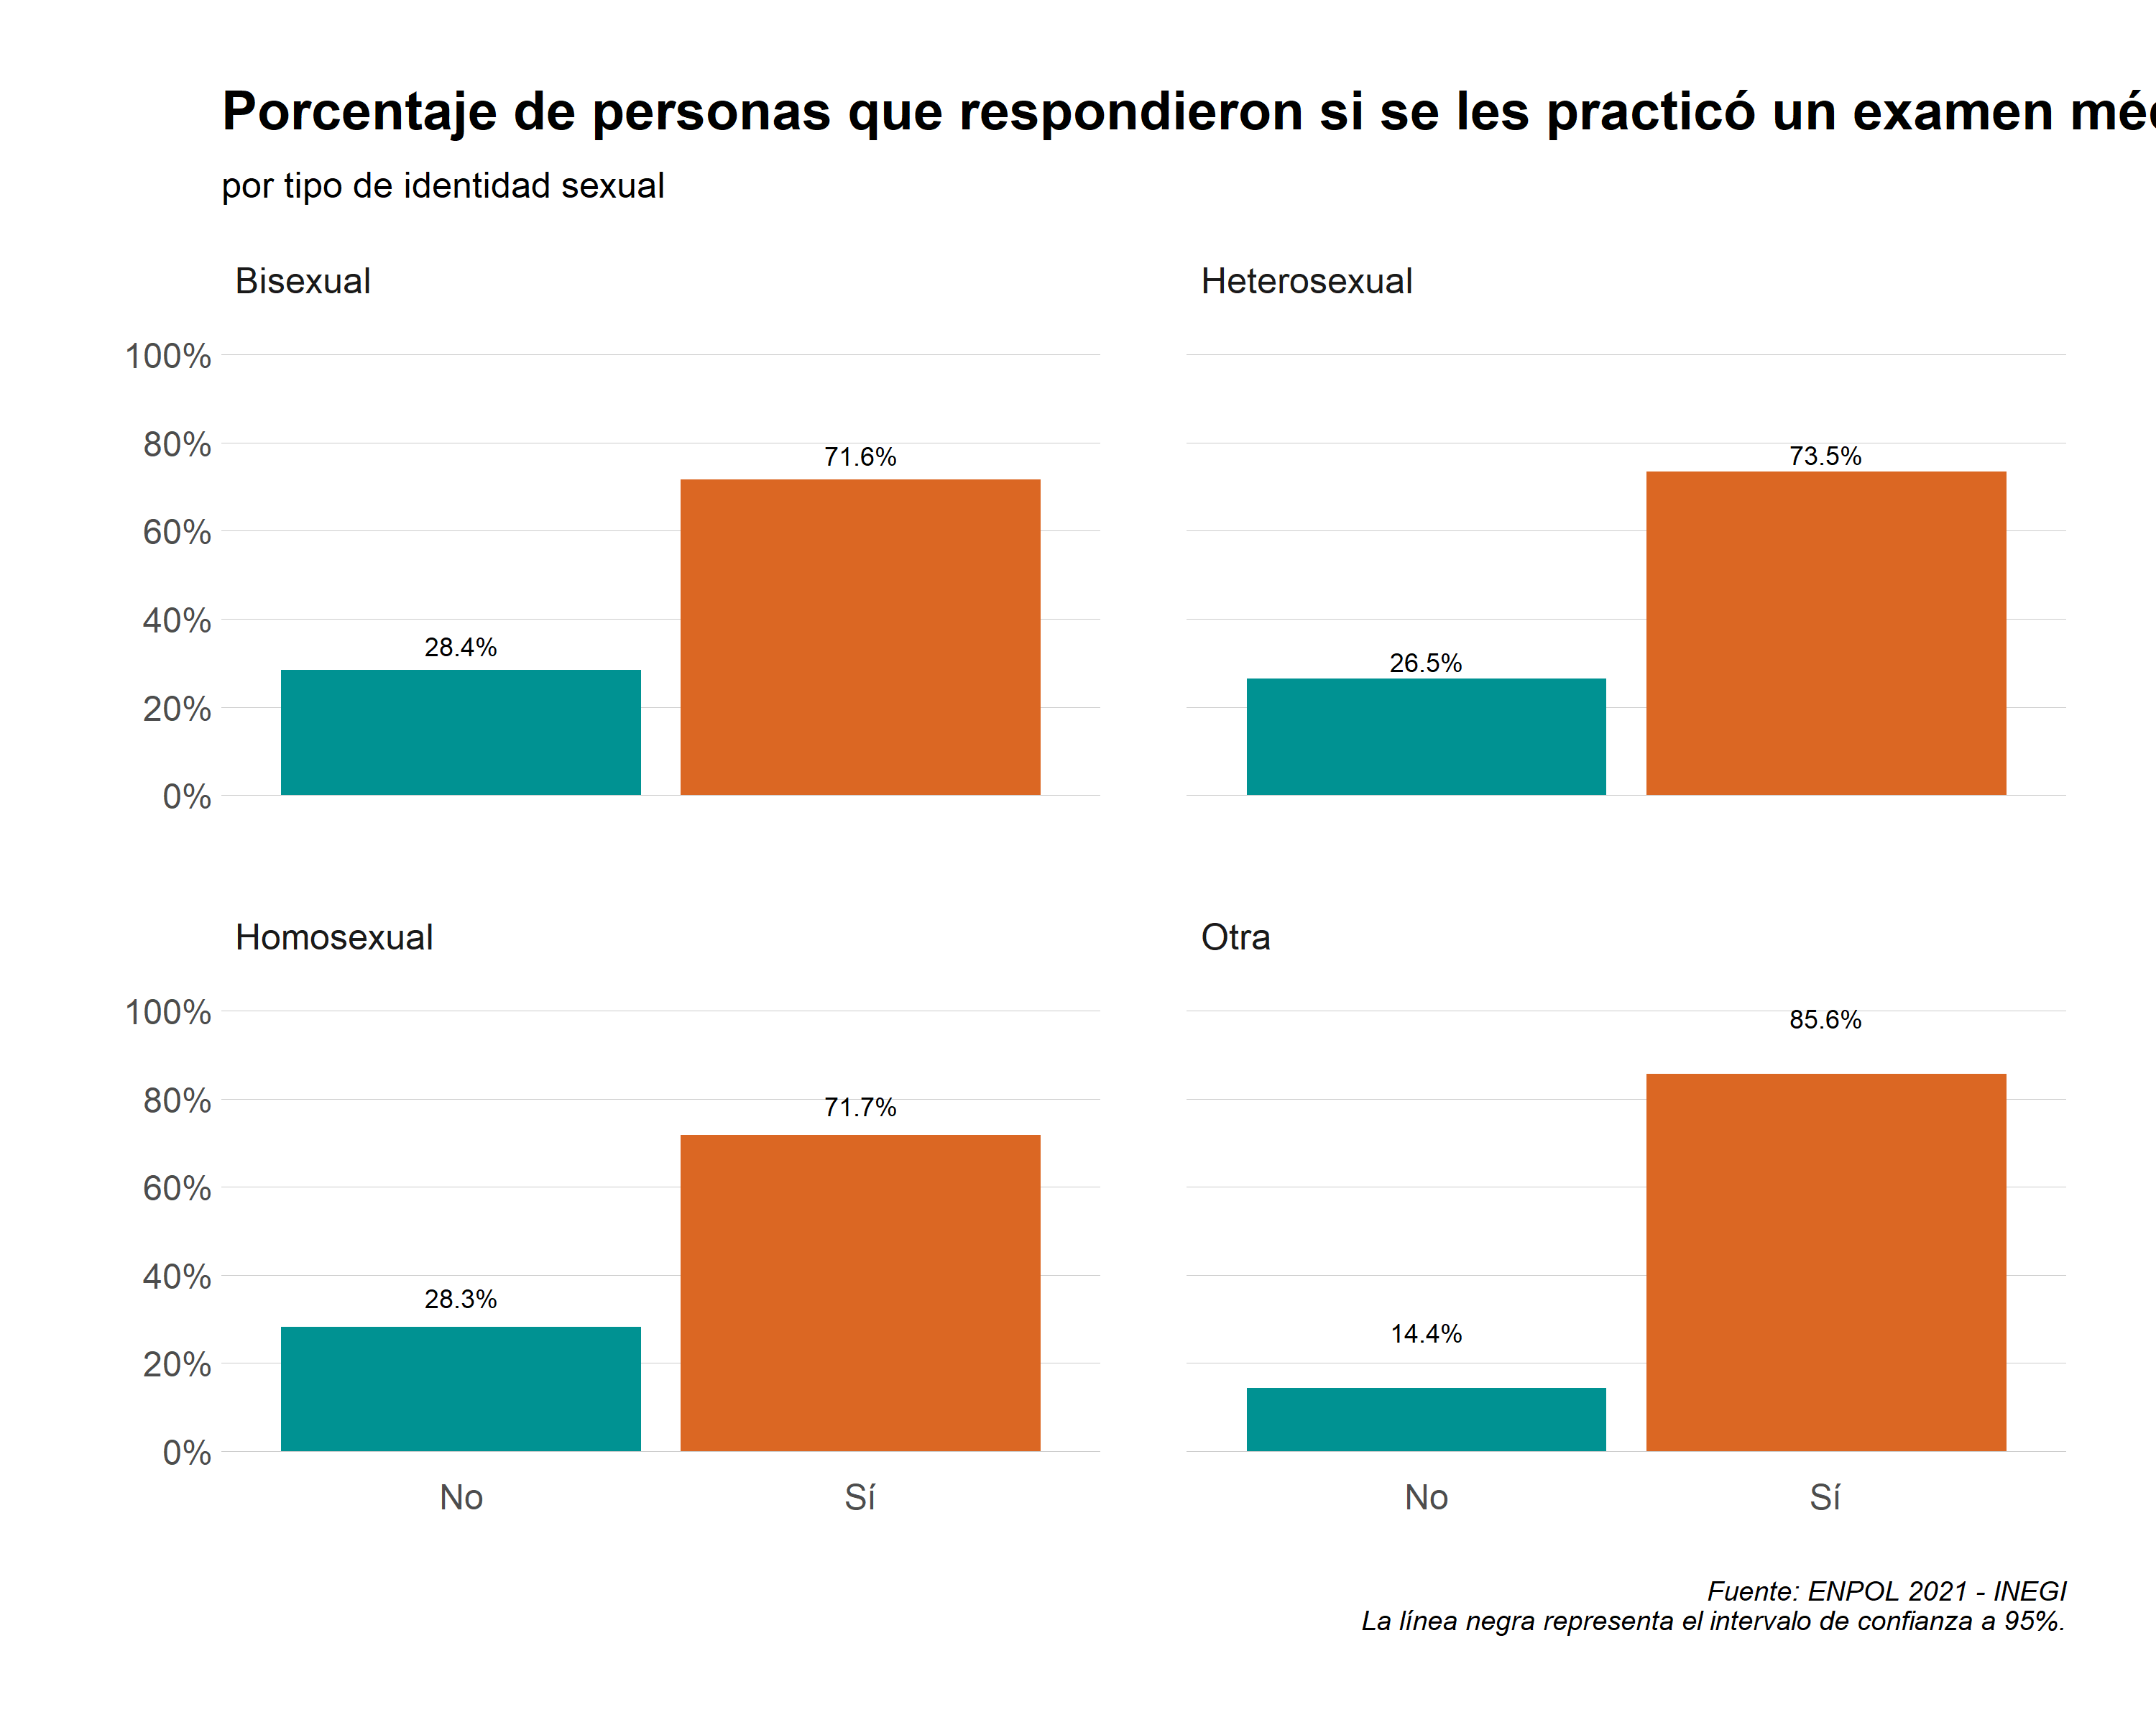 Porcentaje de personas que respondieron si se les practicó un examen
por tipo de identidad sexual
Bisexual
Heterosexual
100%
80%
60%
40%
20%
0%
28.4%
71.6%
26.5%
73.5%
Homosexual
Otra
100%
80%
60%
40%
20%
0%
28.3%
71.7%
14.4%
85.6%
No
Sí
No
Sí
Fuente: ENPOL 2021 - INEGI
La línea negra representa el intervalo de confianza a 95%.